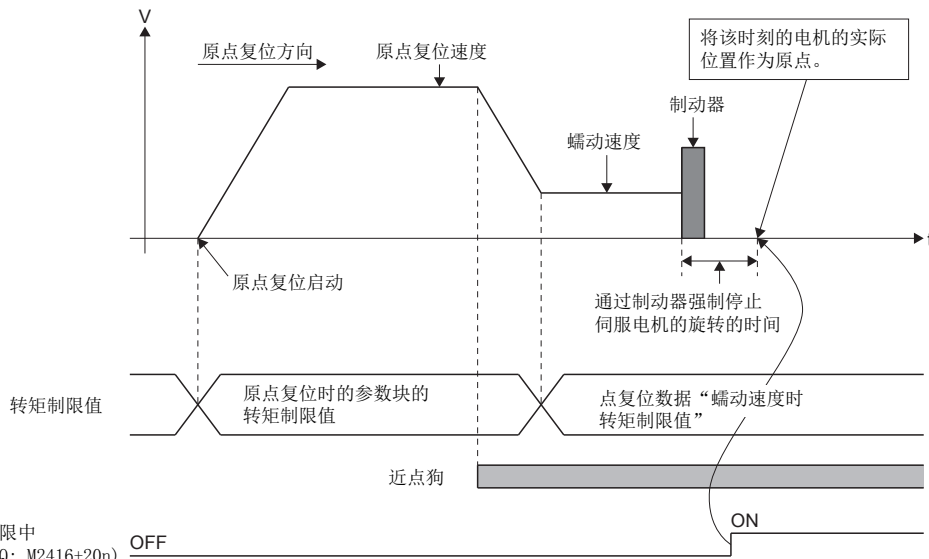 V
将该时刻的电机的实际
位置作为原点。
原点复位方向
原点复位速度
制动器
蠕动速度
t
原点复位启动
通过制动器强制停止
伺服电机的旋转的时间
转矩制限值
原点复位时的参数块的
转矩制限值
点复位数据“蠕动速度时
转矩制限值”
近点狗
ON
限中
OFF
: M2416+20n)